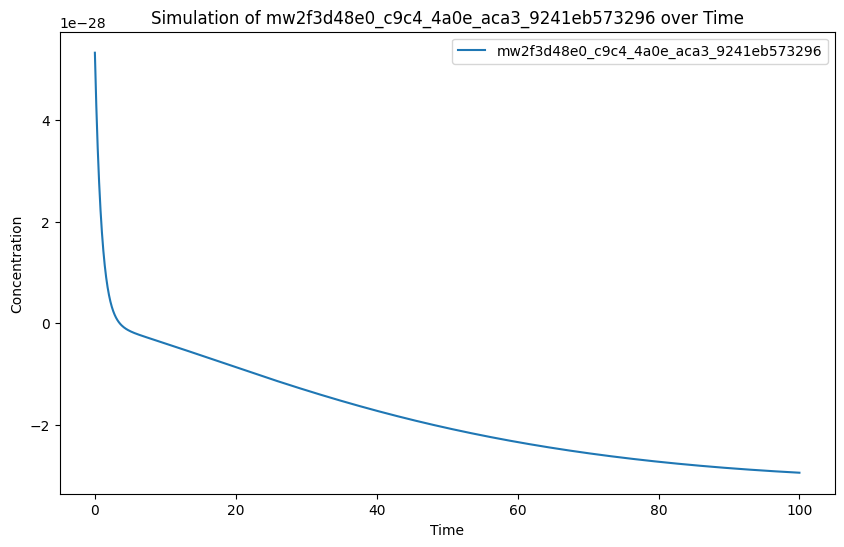 Simulation of mw2f3d48e0_c9c4_4a0e_aca3_9241eb573296 over Time
1e−28
mw2f3d48e0_c9c4_4a0e_aca3_9241eb573296
4
2
0
−2
Concentration
0 20 40 60 80 100
Time